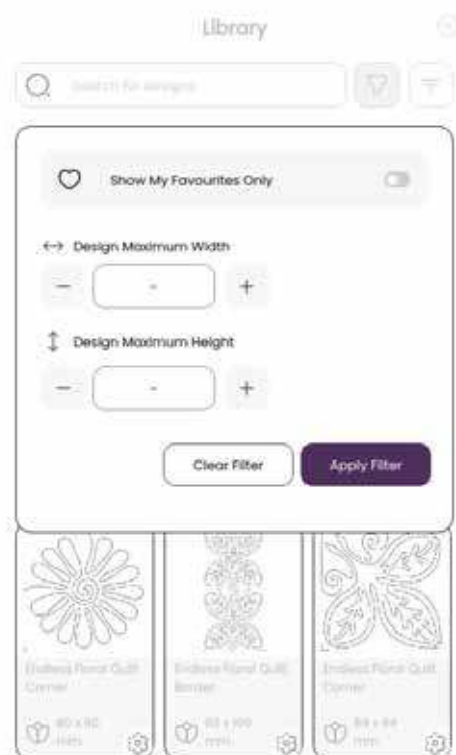 Library
Search for designs
Show My Favourites Only
Design Maximum Width
-
Design Maximum Height
-
Clear Filter
Apply Filter
Endless Floral Quilt
Corner
Endless Floral Quilt
Border
Endless Floral Quilt
Corner
mm
mm
mm